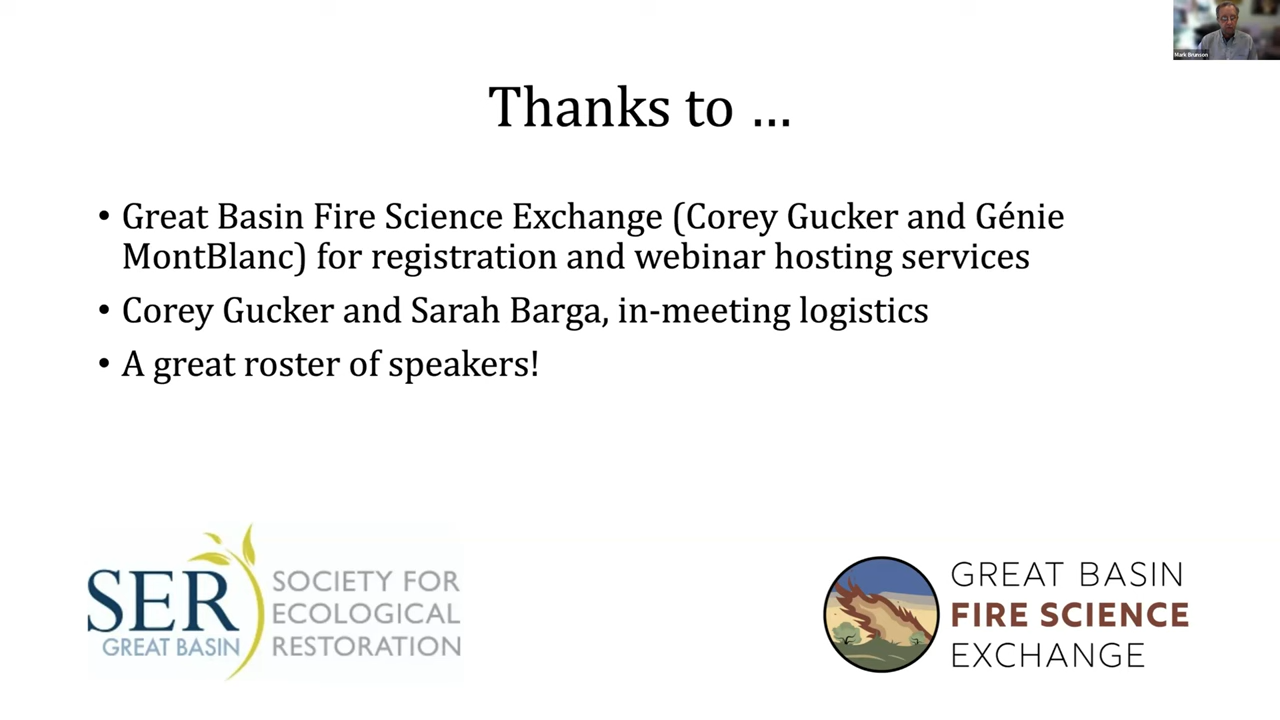 Mark Brunson
Thanks to ...
• Great Basin Fire Science Exchange (Corey Gucker and Génie
MontBlanc) for registration and webinar hosting services
• Corey Gucker and Sarah Barga, in-meeting logistics
• A great roster of speakers!
SER
GREAT BASIN
SOCIETY FOR
ECOLOGICAL
RESTORATION
GREAT BASIN
FIRE SCIENCE
EXCHANGE